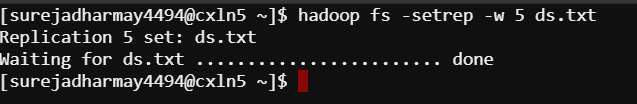 [surejadharmay4494@cxln5 ~]$ hadoop fs -setrep -w 5 ds.txt
Replication 5 set: ds.txt
Waiting for ds.txt ........................ done
[surejadharmay4494@cxln5 ~]$